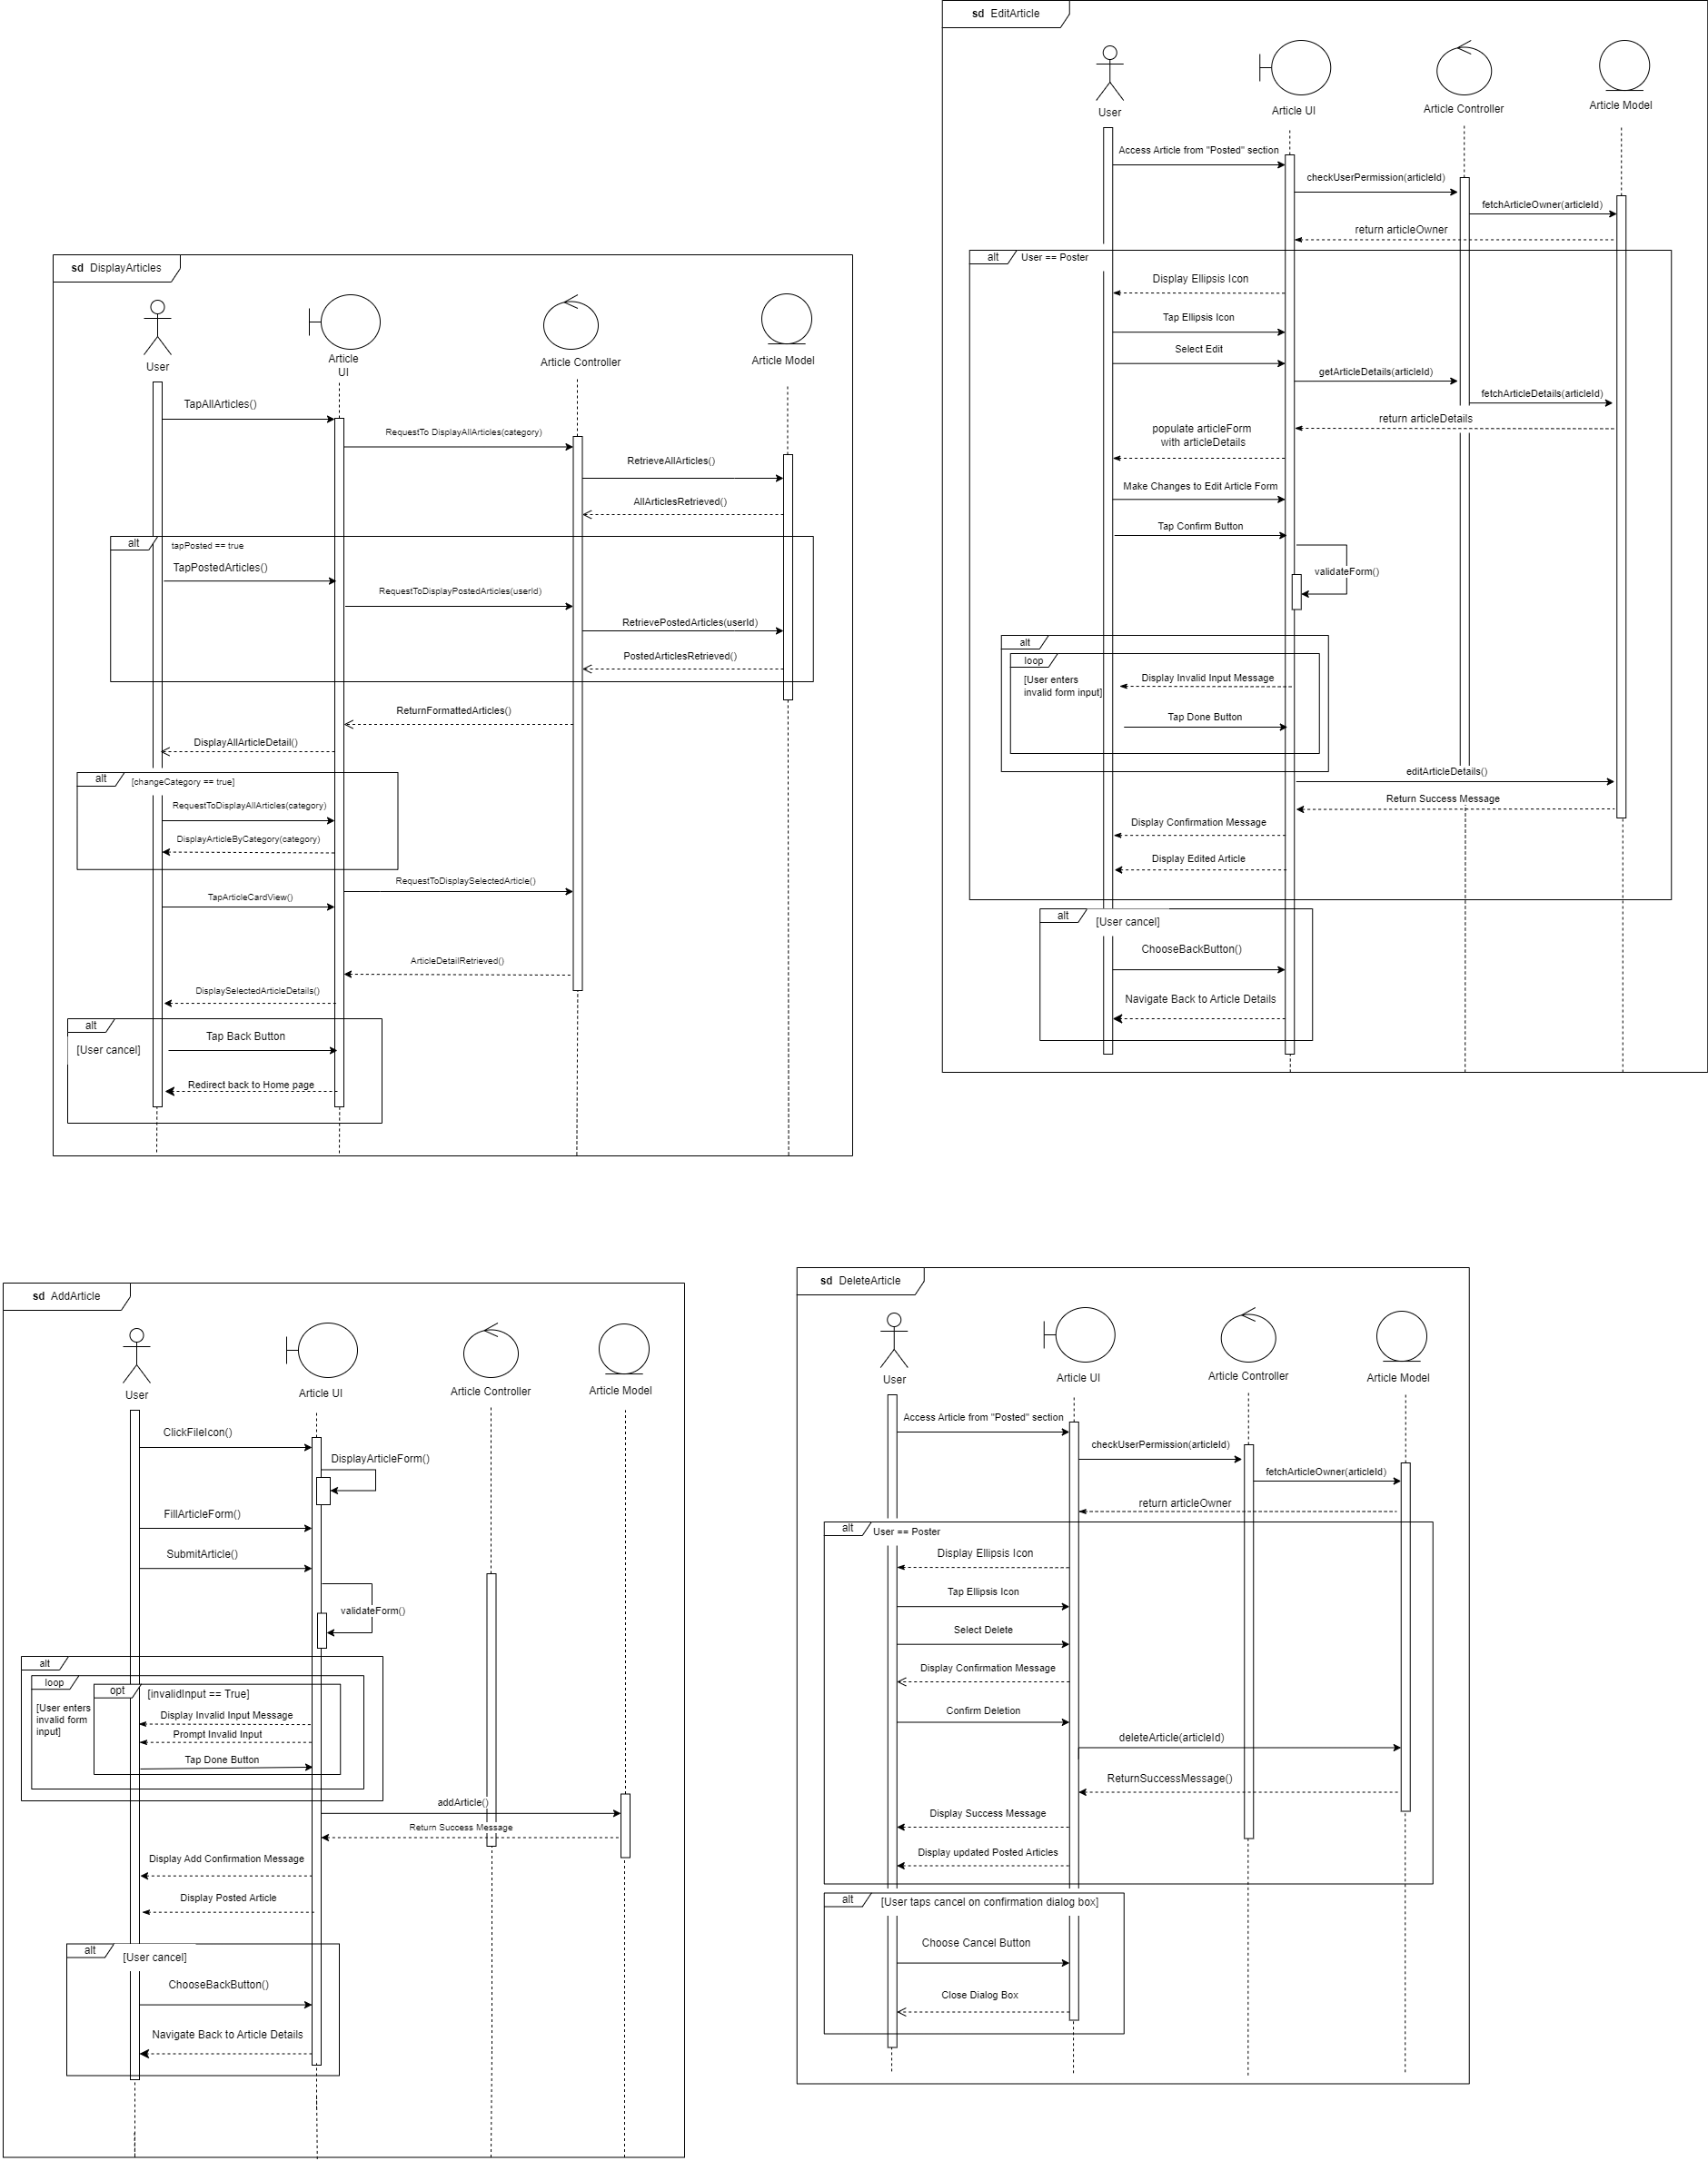 sd EditArticle
User
Article UI
Article Controller
Article Model
Access Article from "Posted" section
checkUserPermission(articleId)
fetchArticleOwner(articleId)
return articleOwner
alt
User == Poster
Display Ellipsis Icon
Tap Ellipsis Icon
Select Edit
getArticleDetails(articleId)
fetchArticleDetails(articleId)
return articleDetails
populate articleForm
with articleDetails
Make Changes to Edit Article Form
Tap Confirm Button
validateForm()
alt
loop
[User enters
invalid form input]
Display Invalid Input Message
Tap Done Button
editArticleDetails()
Return Success Message
Display Confirmation Message
Display Edited Article
alt
[User cancel]
ChooseBackButton()
Navigate Back to Article Details
sd DisplayArticles
User
Article
UI
Article Controller
Article Model
TapAllArticles()
RequestTo DisplayAllArticles(category)
RetrieveAllArticles()
AllArticlesRetrieved()
alt
tapPosted == true
TapPostedArticles()
RequestToDisplayPostedArticles(userId)
RetrievePostedArticles(userId)
PostedArticlesRetrieved()
ReturnFormattedArticles()
DisplayAllArticleDetail()
alt
[changeCategory == true]
RequestToDisplayAllArticles(category)
DisplayArticleByCategory(category)
RequestToDisplaySelectedArticle()
TapArticleCardView()
ArticleDetailRetrieved()
DisplaySelectedArticleDetails()
alt
[User cancel]
Tap Back Button
Redirect back to Home page
sd AddArticle
User
Article UI
Article Controller
Article Model
ClickFileIcon()
DisplayArticleForm()
FillArticleForm()
SubmitArticle()
validateForm()
alt
loop
opt
[invalidInput == True]
[User enters
invalid form
input]
Display Invalid Input Message
Prompt Invalid Input
Tap Done Button
addArticle()
Return Success Message
Display Add Confirmation Message
Display Posted Article
alt
[User cancel]
ChooseBackButton()
Navigate Back to Article Details
sd DeleteArticle
User
Article UI
Article Controller
Article Model
Access Article from "Posted" section
checkUserPermission(articleId)
fetchArticleOwner(articleId)
return articleOwner
alt
User == Poster
Display Ellipsis Icon
Tap Ellipsis Icon
Select Delete
Display Confirmation Message
Confirm Deletion
deleteArticle(articleId)
ReturnSuccessMessage()
Display Success Message
Display updated Posted Articles
alt
[User taps cancel on confirmation dialog box]
Choose Cancel Button
Close Dialog Box